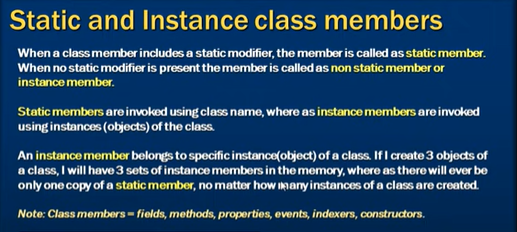 Static and Instance class members
When a class member includes a static modifier, the member is called as static member.
When no static modifier is present the member is called as non static member or
instance member.
Static members are invoked using class name, where as instance members are invoked
using instances (objects) of the class.
An instance member belongs to specific instance(object) of a class. If I create 3 objects of
a class, I will have 3 sets of instance members in the memory, where as there will ever be
only one copy of a static member, no matter how many instances of a class are created.
Note: Class members = fields, methods, properties, events, indexers, constructors.